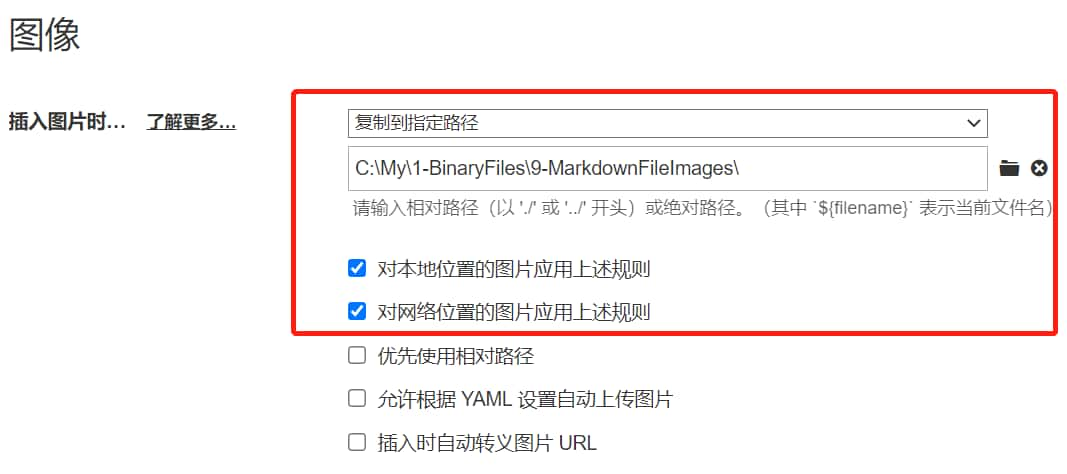 图像
插入图片时... 了解更多...
复制到指定路径
C:\My\1-BinaryFiles\9-MarkdownFileImages\
请输入相对路径（以 './' 或 '../' 开头）或绝对路径。（其中 `${filename}` 表示当前文件名）
对本地位置的图片应用上述规则
对网络位置的图片应用上述规则
优先使用相对路径
允许根据 YAML 设置自动上传图片
插入时自动转义图片 URL